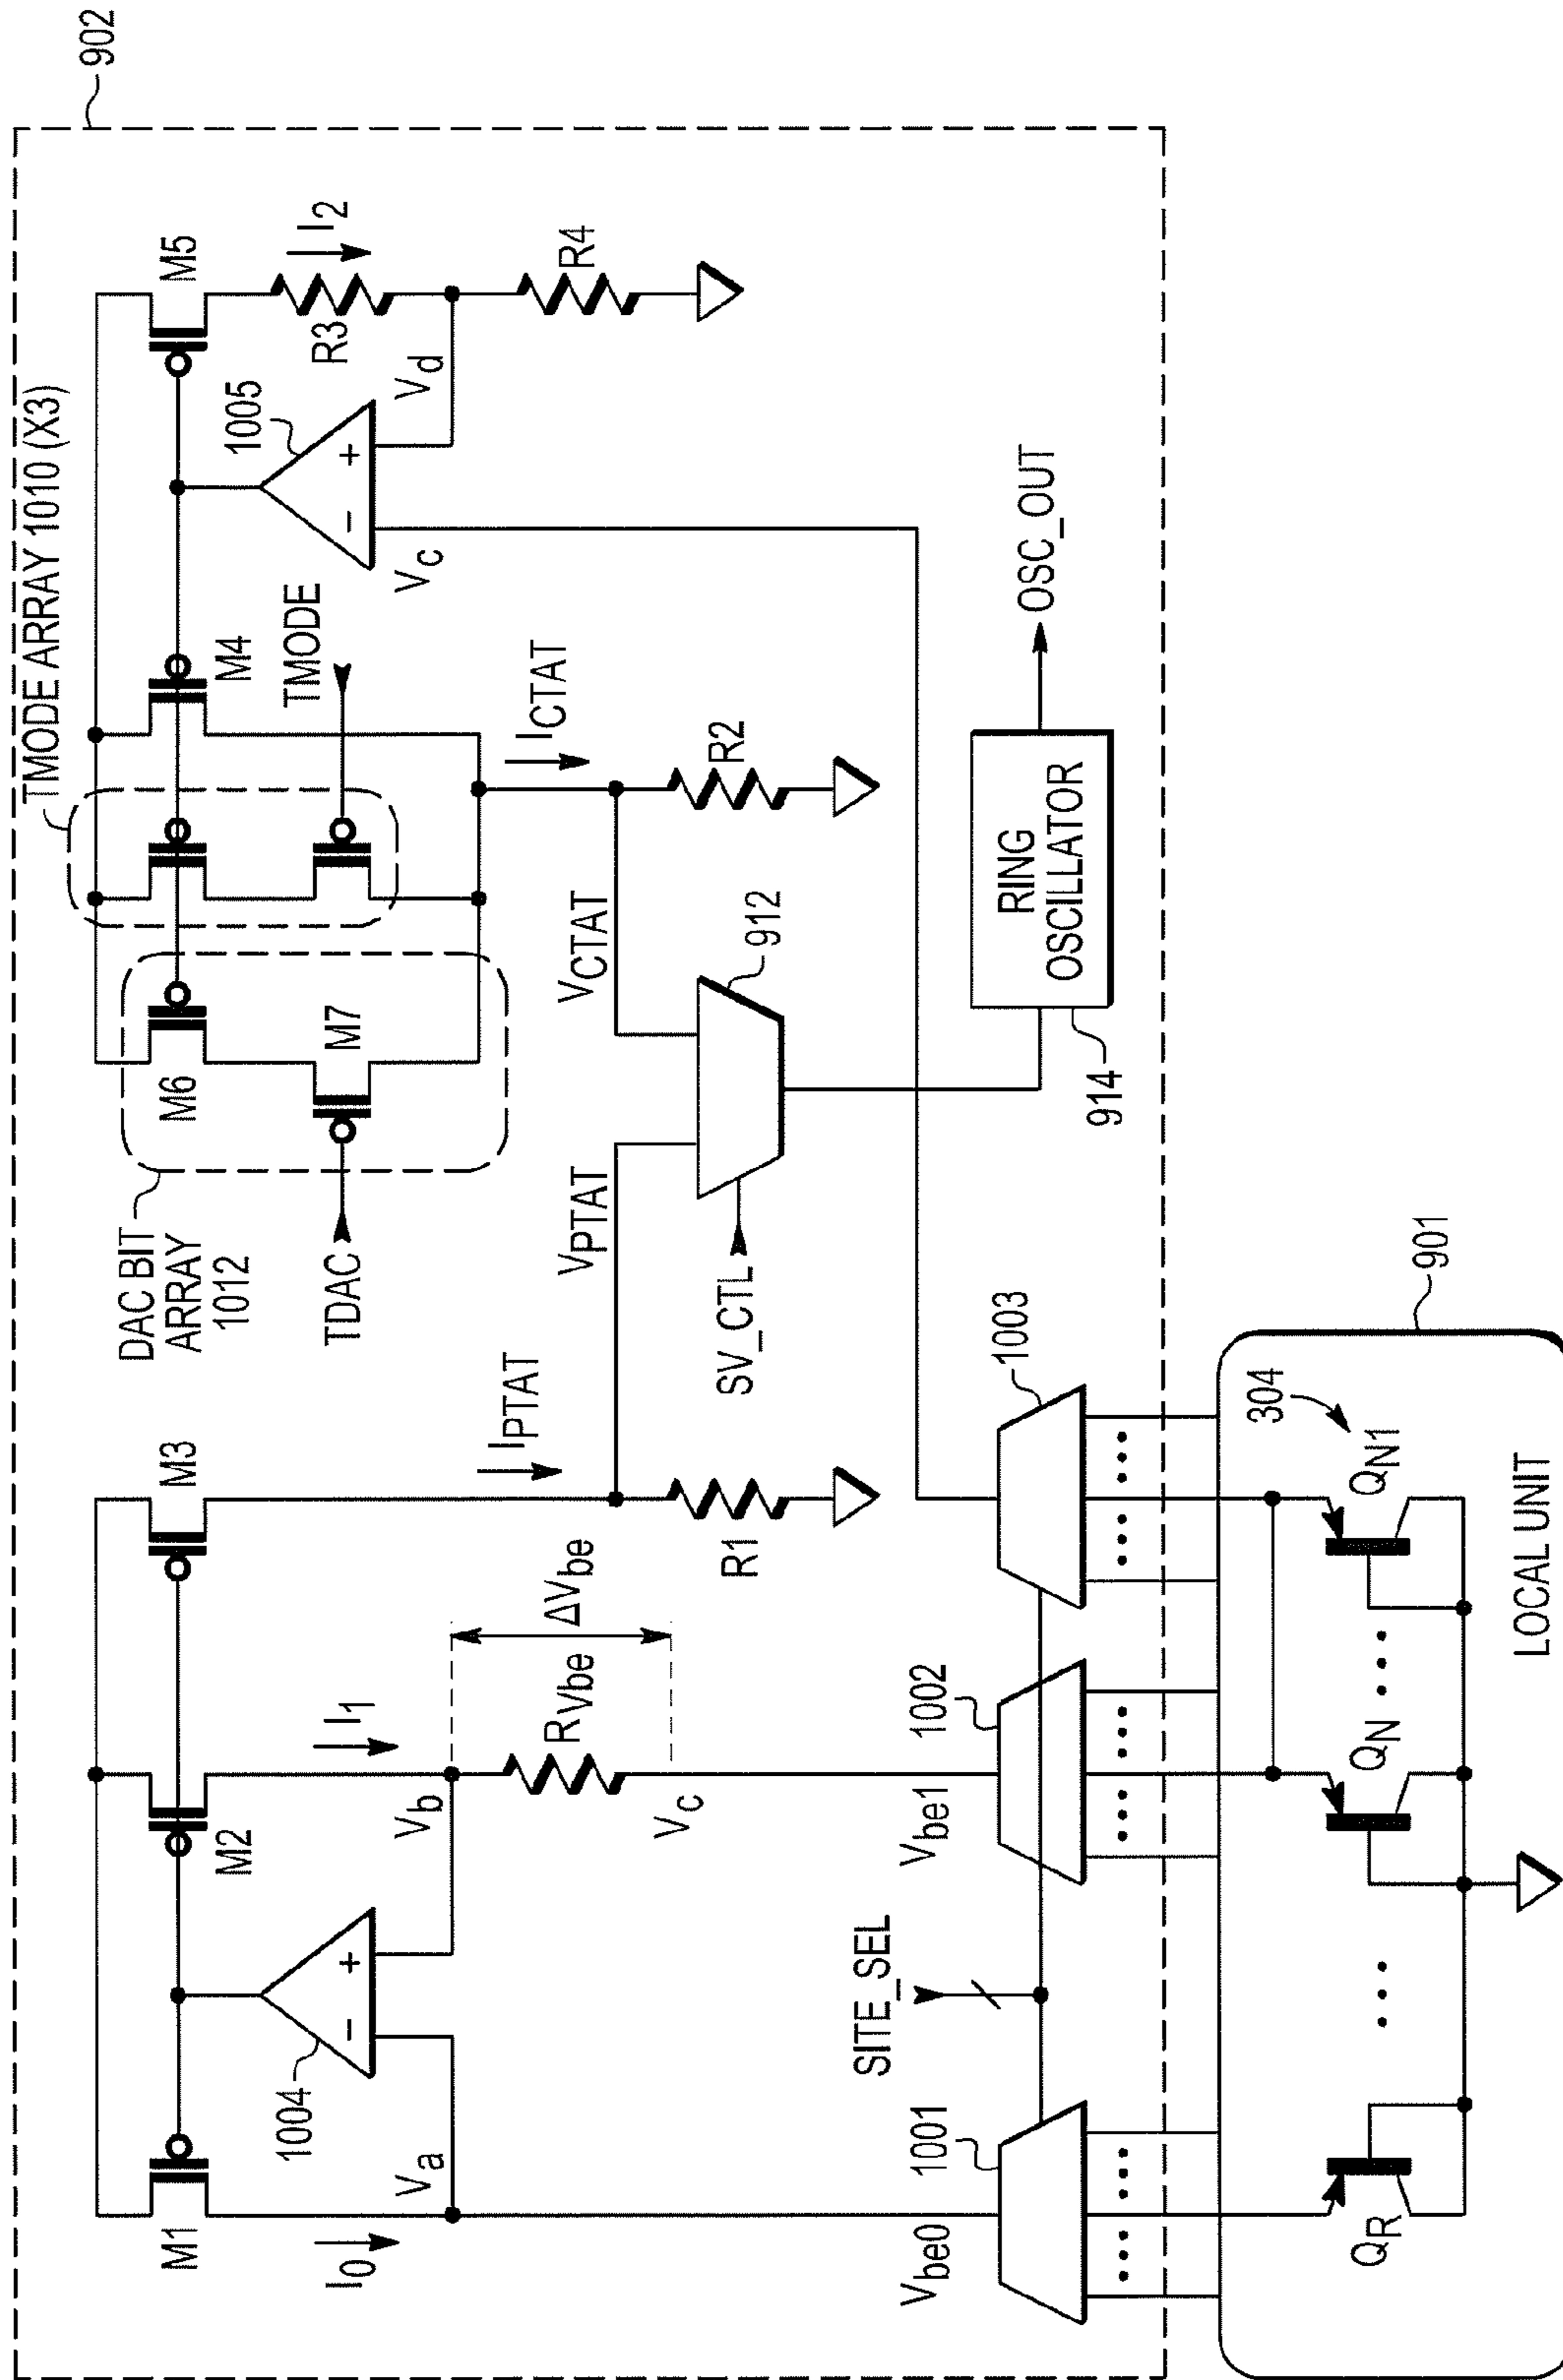 902
TMODE ARRAY 1010 (X3)
DAC BIT
ARRAY
1012
TDAC
M6
M7
M4
TMODE
M5
I2
R3
R4
Vd
Vc
1005
+
−
ICTAT
R2
VCTAT
VPTAT
912
SV_CTL
RING
OSCILLATOR
914
OSC_OUT
M1
M2
M3
I0
I1
IPTAT
1004
−
+
Va
Vb
RVbe
ΔVbe
Vc
R1
SITE_SEL
Vbe0
1001
Vbe1
1002
1003
901
304
QR
QN
QN1
LOCAL UNIT